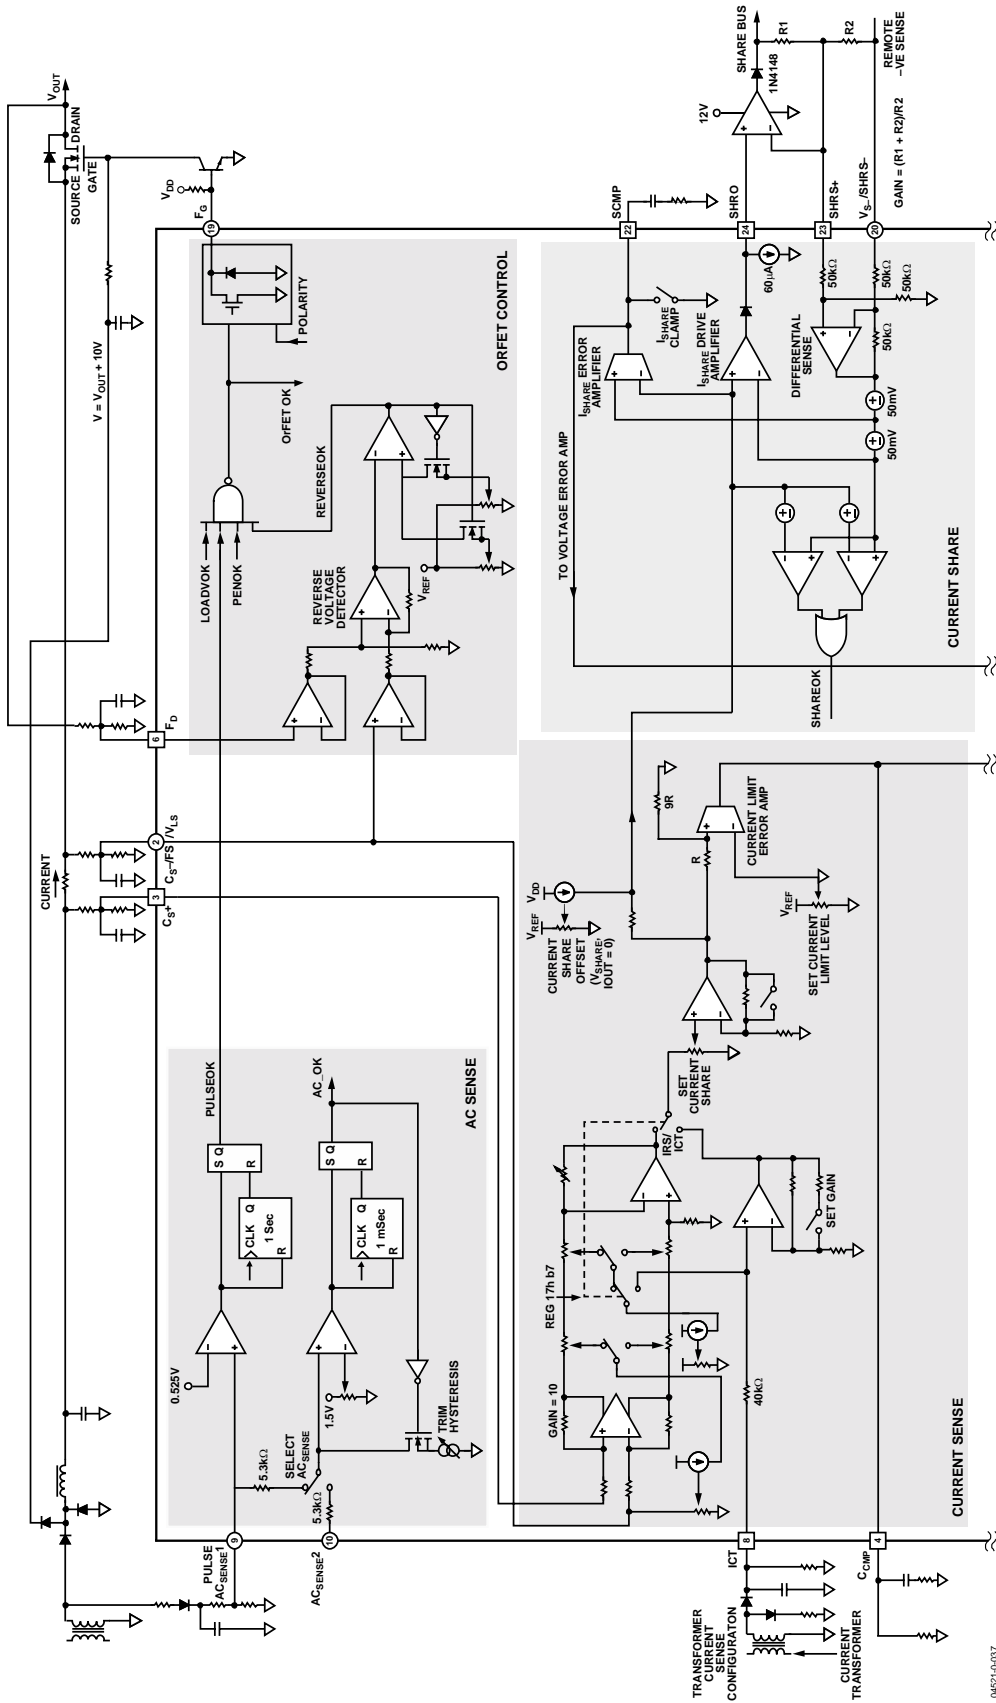 SHARE BUS
R1
R2
REMOTE
–VE SENSE
1N4148
12V
GAIN = (R1 + R2)/R2
VOUT
DRAIN
SOURCE
GATE
VDD
FG
19
V = VOUT + 10V
SCMP
22
SHRO
24
SHRS+
23
VS–/SHRS–
20
POLARITY
ORFET CONTROL
OrFET OK
REVERSEOK
LOADVOK
PENOK
REVERSE
VOLTAGE
DETECTOR
VREF
60μA
50kΩ
50kΩ
50kΩ
50kΩ
ISHARE
CLAMP
ISHARE ERROR
AMPLIFIER
ISHARE DRIVE
AMPLIFIER
DIFFERENTIAL
SENSE
50mV
50mV
TO VOLTAGE ERROR AMP
SHAREOK
CURRENT SHARE
6
FD
2
CS–/FS /VLS
CURRENT
3
CS+
9R
R
CURRENT LIMIT
ERROR AMP
VDD
VREF
CURRENT
SHARE
OFFSET
(VSHARE,
IOUT = 0)
VREF
SET CURRENT
LIMIT LEVEL
PULSEOK
AC_OK
AC SENSE
S Q
R
CLK Q
1 Sec
R
S Q
R
CLK Q
1 mSec
R
0.525V
1.5V
TRIM
HYSTERESIS
5.3kΩ
SELECT
ACSENSE
5.3kΩ
9
PULSE
ACSENSE1
10
ACSENSE2
SET
CURRENT
SHARE
IRS/
ICT
SET GAIN
REG 17h b7
GAIN = 10
40kΩ
CURRENT SENSE
8
ICT
4
CCMP
TRANSFORMER
CURRENT
SENSE
CONFIGURATON
CURRENT
TRANSFORMER
04521-0-037